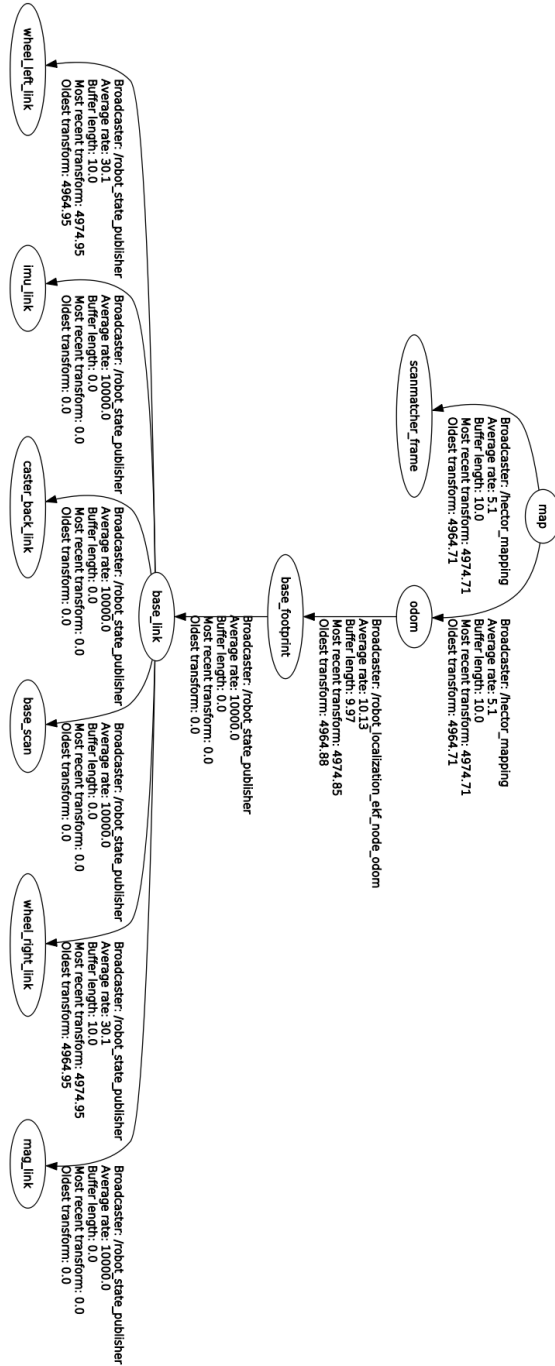 map
Broadcaster: /hector_mapping
Average rate: 5.1
Buffer length: 10.0
Most recent transform: 4974.71
Oldest transform: 4964.71
Broadcaster: /hector_mapping
Average rate: 5.1
Buffer length: 10.0
Most recent transform: 4974.71
Oldest transform: 4964.71
scanmatcher_frame
odom
Broadcaster: /robot_localization_ekf_node_odom
Average rate: 10.13
Buffer length: 9.97
Most recent transform: 4974.85
Oldest transform: 4964.88
base_footprint
Broadcaster: /robot_state_publisher
Average rate: 10000.0
Buffer length: 0.0
Most recent transform: 0.0
Oldest transform: 0.0
base_link
Broadcaster: /robot_state_publisher
Average rate: 30.1
Buffer length: 10.0
Most recent transform: 4974.95
Oldest transform: 4964.95
Broadcaster: /robot_state_publisher
Average rate: 10000.0
Buffer length: 0.0
Most recent transform: 0.0
Oldest transform: 0.0
Broadcaster: /robot_state_publisher
Average rate: 10000.0
Buffer length: 0.0
Most recent transform: 0.0
Oldest transform: 0.0
Broadcaster: /robot_state_publisher
Average rate: 10000.0
Buffer length: 0.0
Most recent transform: 0.0
Oldest transform: 0.0
Broadcaster: /robot_state_publisher
Average rate: 30.1
Buffer length: 10.0
Most recent transform: 4974.95
Oldest transform: 4964.95
Broadcaster: /robot_state_publisher
Average rate: 10000.0
Buffer length: 0.0
Most recent transform: 0.0
Oldest transform: 0.0
wheel_left_link
imu_link
caster_back_link
base_scan
wheel_right_link
mag_link